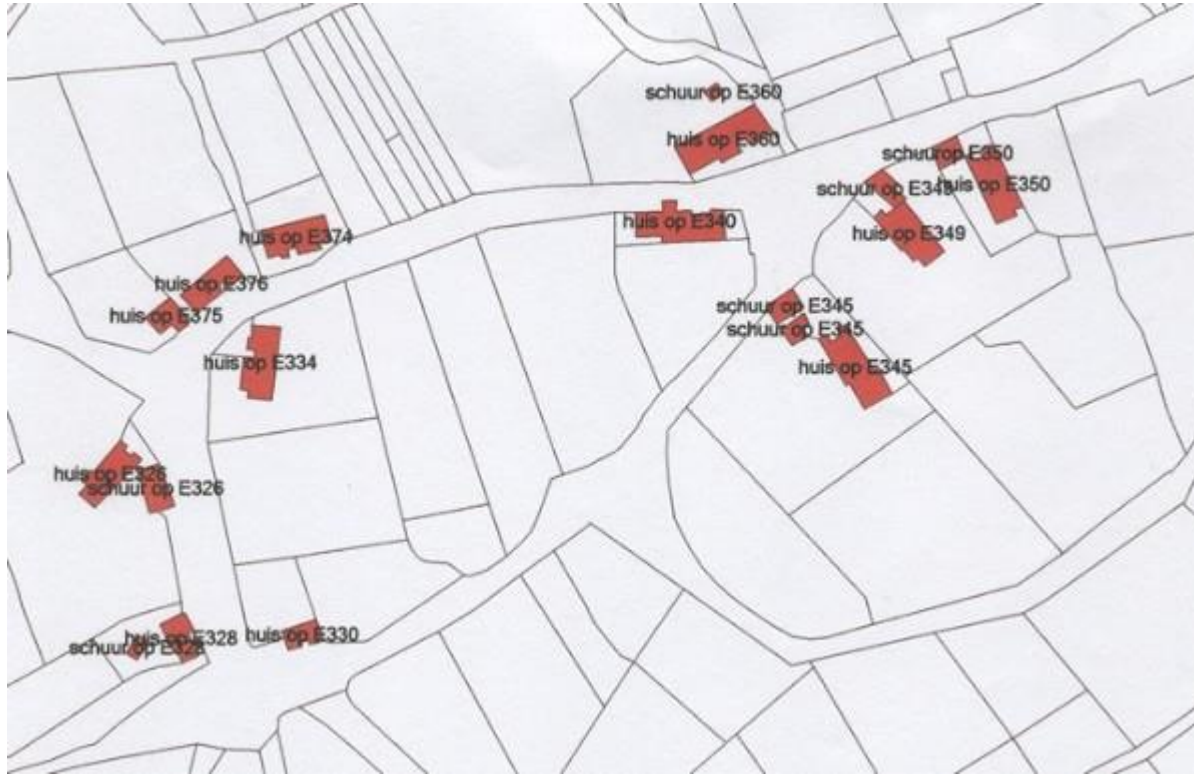 schuur op E360
huis op E360
schuurop E350
schuur op E349
huis op E350
huis op E340
huis op E349
huis op E374
huis op E376
huis op E375
schuur op E345
schuur op E345
huis op E334
huis op E345
huis op E326
schuur op E326
huis op E328
huis op E330
schuur op E328